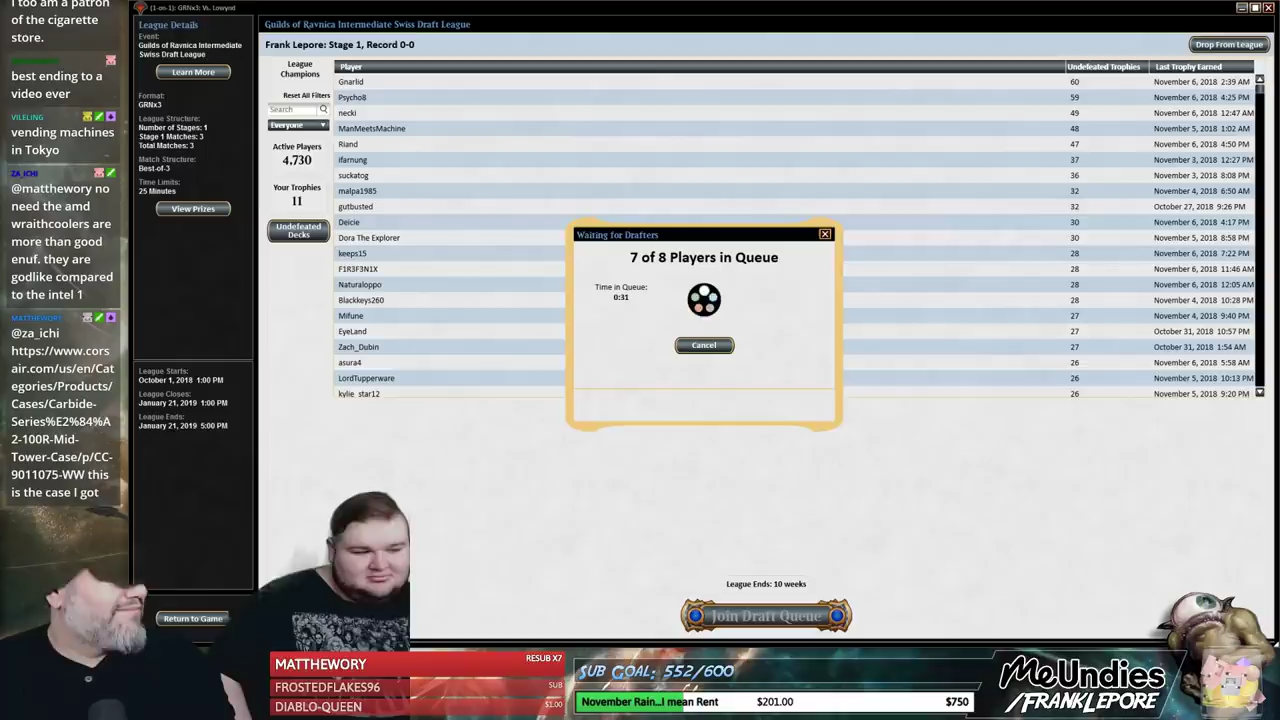 I too am a patron
of the cigarette
store.
best ending to a
video ever
VILELING
vending machines
in Tokyo
ZA_ICHI
@matthewory no
need the amd
wraithcoolers
are more than good
enuf. they are
godlike compared
to the intel 1
MATTHEWORY
@za_ichi
https://www.cors
air.com/us/en/Cat
egories/Products/
Cases/Carbide-
Series%E2%84%A
2-100R-Mid-
Tower-Case/p/CC-
9011075-WW this
is the case I got
(1-on-1): GRNx3: Vs. Lowynd
League Details
Event:
Guilds of Ravnica Intermediate
Swiss Draft League
Learn More
Format:
GRNx3
League Structure:
Number of Stages: 1
Stage 1 Matches: 3
Total Matches: 3
Match Structure:
Best-of-3
Time Limits:
25 Minutes
View Prizes
League Starts:
October 1, 2018 1:00 PM
League Closes:
January 21, 2019 1:00 PM
League Ends:
January 21, 2019 5:00 PM
Return to Game
Guilds of Ravnica Intermediate Swiss Draft League
Frank Lepore: Stage 1, Record 0-0
Drop From League
League
Champions
Reset All Filters
Search
Everyone
Active Players
4,730
Your Trophies
11
Undefeated
Decks
Player Undefeated Trophies Last Trophy Earned
Gnarlid 60 November 6, 2018 2:39 AM
Psycho8 59 November 6, 2018 4:25 PM
necki 49 November 6, 2018 12:47 AM
ManMeetsMachine 48 November 5, 2018 1:02 AM
Riand 47 November 6, 2018 4:50 PM
ifarnung 37 November 3, 2018 12:27 PM
suckatog 36 November 3, 2018 8:08 PM
malpa1985 32 November 4, 2018 6:50 AM
gutbusted 32 October 27, 2018 9:26 PM
Deicie 30 November 6, 2018 4:17 PM
Dora The Explorer 30 November 5, 2018 8:58 PM
keeps15 28 November 6, 2018 7:22 PM
F1R3F3N1X 28 November 6, 2018 11:46 AM
Naturaloppo 28 November 6, 2018 12:05 AM
Blackkeys260 28 November 4, 2018 10:28 PM
Mifune 27 November 4, 2018 9:40 PM
EyeLand 27 October 31, 2018 10:57 PM
Zach_Dubin 27 October 31, 2018 1:54 AM
asura4 26 November 6, 2018 5:58 AM
LordTupperware 26 November 5, 2018 10:13 PM
kylie_star12 26 November 5, 2018 9:20 PM
Waiting for Drafters
7 of 8 Players in Queue
Time in Queue:
0:31
Cancel
League Ends: 10 weeks
Join Draft Queue
MATTHEWORY RESUB X7
FROSTEDFLAKES96 SUB
DIABLO-QUEEN $1.00
SUB GOAL: 552/600
November Rain...I mean Rent $201.00 $750
MeUndies
/FRANKLEPORE